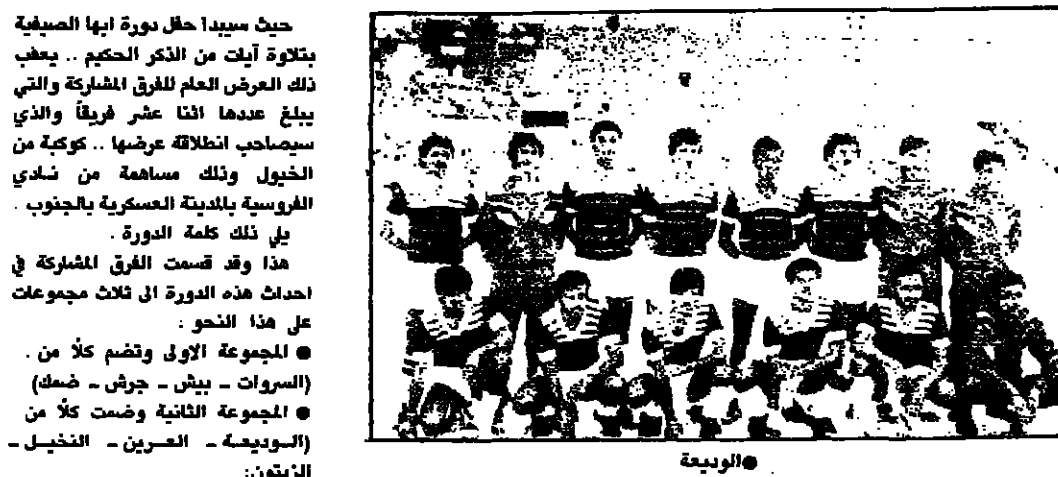 حيث سيبدأ حفل دورة ابها الصيفية
بتلاوة آيات من الذكر الحكيم .. يعقب
ذلك العرض العام للفرق المشاركة والتي
يبلغ عددها اثنا عشر فريقاً والذي
سيصاحب انطلاقة عرضها .. كوكبة من
الخيول وذلك مساهمة من نادي
الفروسية بالمدينة العسكرية بالجنوب .
يلي ذلك كلمة الدورة .
هذا وقد قسمت الفرق المشاركة في
احداث هذه الدورة الى ثلاث مجموعات
على هذا النحو :
● المجموعة الاولى وتضم كلًا من .
(السروات - بيش - جرش - ضمك)
● المجموعة الثانية وضمت كلًا من
(الوديعة - العرين - النخيل -
الزيتون:
●الوديعة